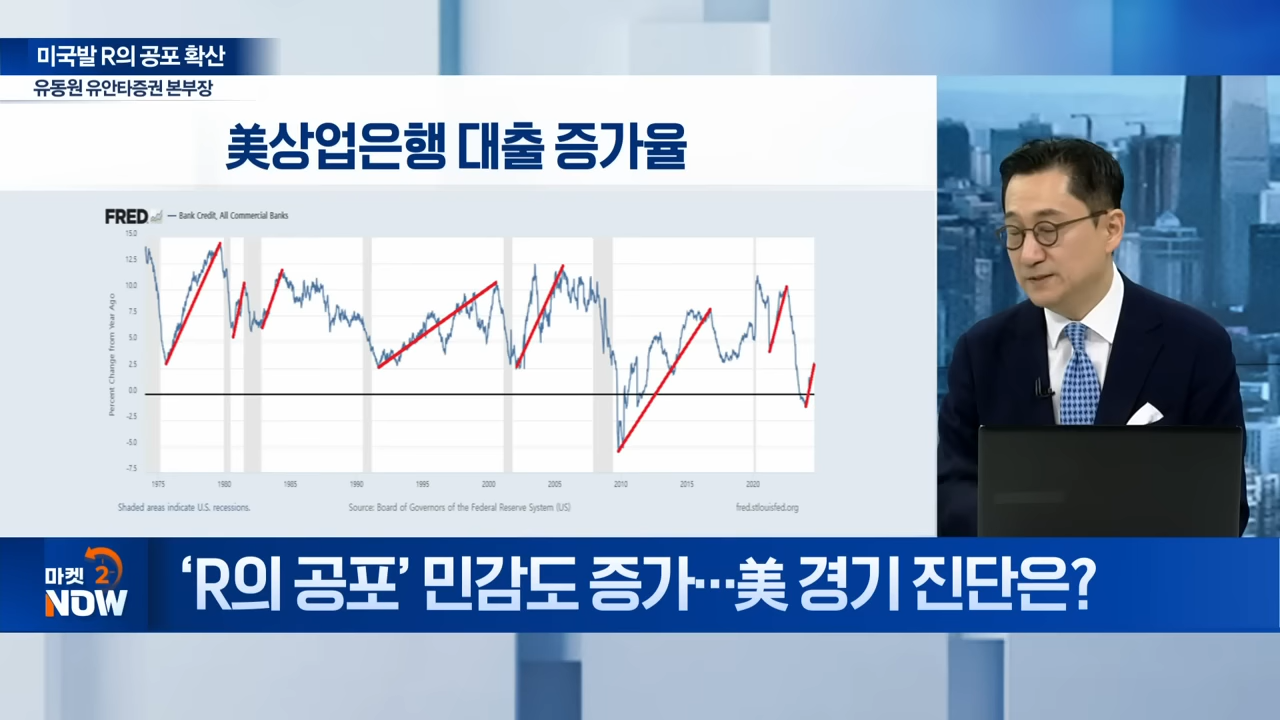 미국발 R의 공포 확산
유동원 유안타증권 본부장
美상업은행 대출 증가율
FRED — Bank Credit, All Commercial Banks
15.0
12.5
10.0
7.5
5.0
2.5
0.0
-2.5
-5.0
-7.5
Percent Change from Year Ago
1975 1980 1985 1990 1995 2000 2005 2010 2015 2020
Shaded areas indicate U.S. recessions. Source: Board of Governors of the Federal Reserve System (US) fred.stlouisfed.org
마켓 2
NOW
‘R의 공포’ 민감도 증가…美 경기 진단은?